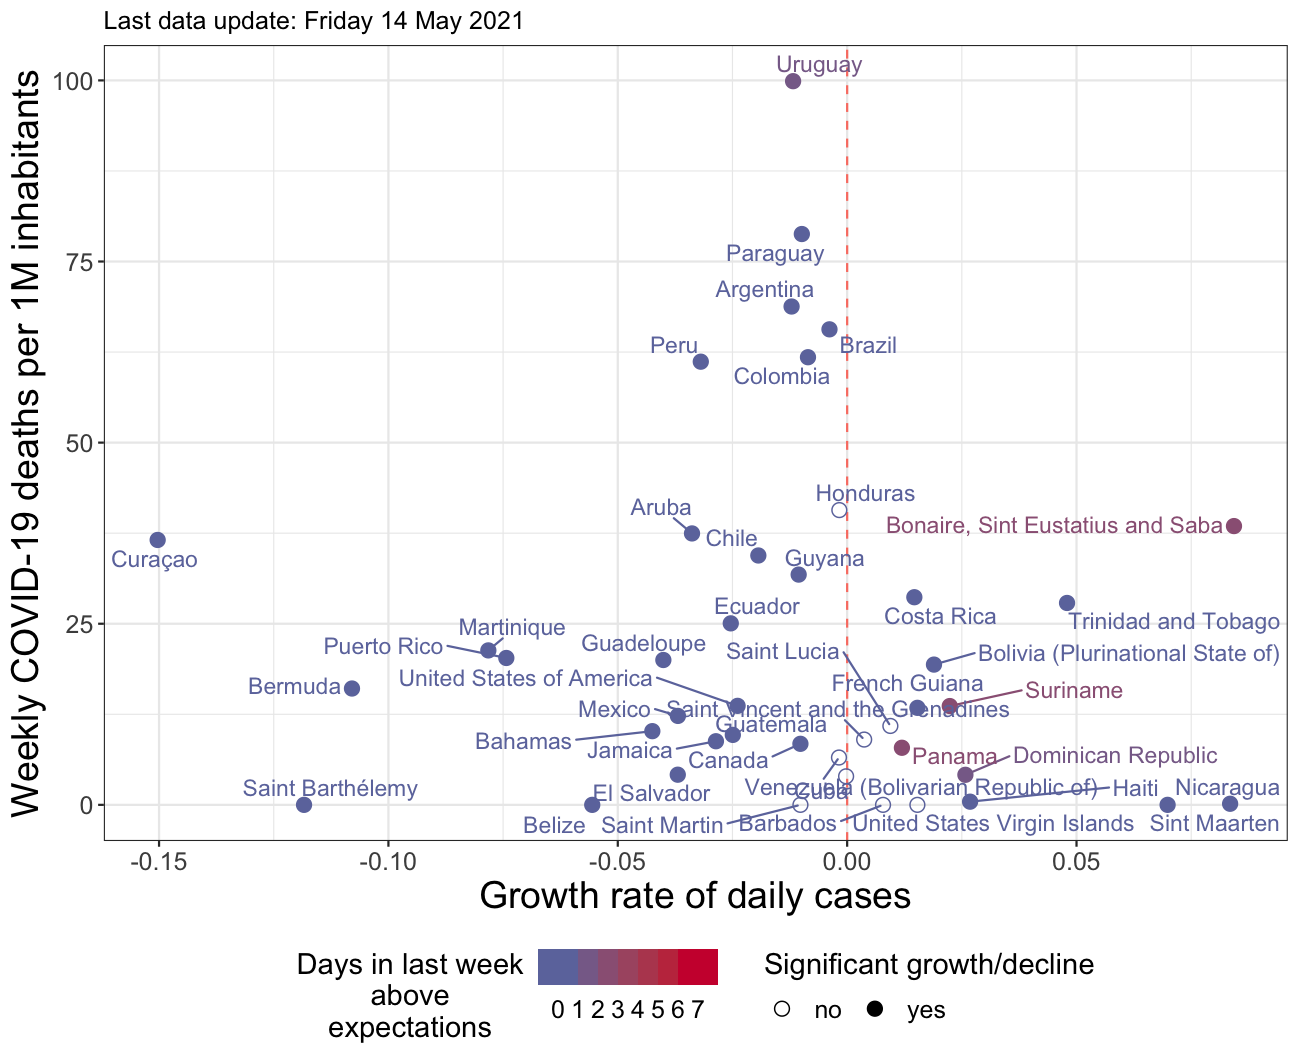 Last data update: Friday 14 May 2021
Weekly COVID-19 deaths per 1M inhabitants
100
75
50
25
0
Uruguay
Paraguay
Argentina
Brazil
Peru
Colombia
Honduras
Aruba
Bonaire, Sint Eustatius and Saba
Chile
Curaçao
Guyana
Ecuador
Costa Rica
Trinidad and Tobago
Martinique
Puerto Rico
Guadeloupe
Saint Lucia
Bolivia (Plurinational State of)
United States of America
French Guiana
Bermuda
Suriname
Mexico
Saint Vincent and the Grenadines
Guatemala
Bahamas
Jamaica
Canada
Panama
Dominican Republic
Saint Barthélemy
El Salvador
Venezuela (Bolivarian Republic of)
Cuba
Haiti
Nicaragua
Belize
Saint Martin
Barbados
United States Virgin Islands
Sint Maarten
-0.15
-0.10
-0.05
0.00
0.05
Growth rate of daily cases
Days in last week
above
expectations
0 1 2 3 4 5 6 7
Significant growth/decline
no
yes